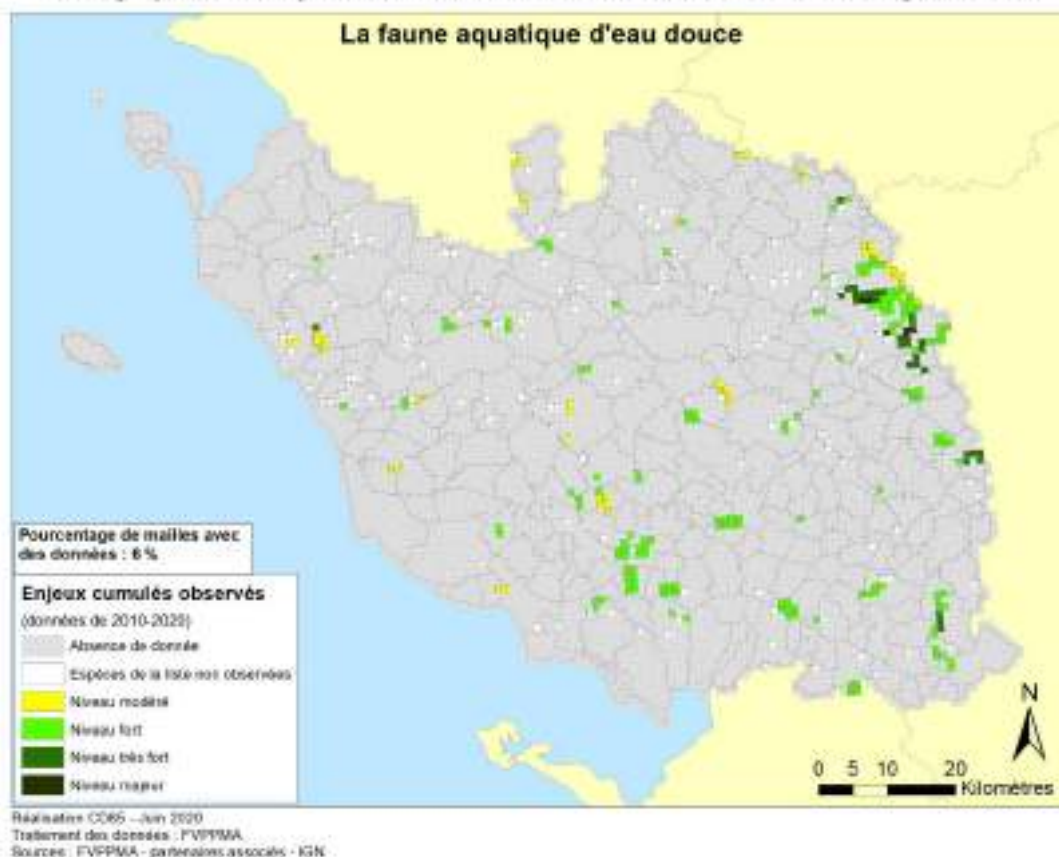 La faune aquatique d'eau douce
Pourcentage de mailles avec
des données : 6 %
Enjeux cumulés observés
(données de 2010-2020)
Absence de donnée
Espèces de la liste non observées
Niveau modéré
Niveau fort
Niveau très fort
Niveau majeur
N
0 5 10 20
Kilomètres
Réalisation CD85 - Juin 2020
Traitement des données : FVPPMA
Sources : FVPPMA - partenaires associés - IGN